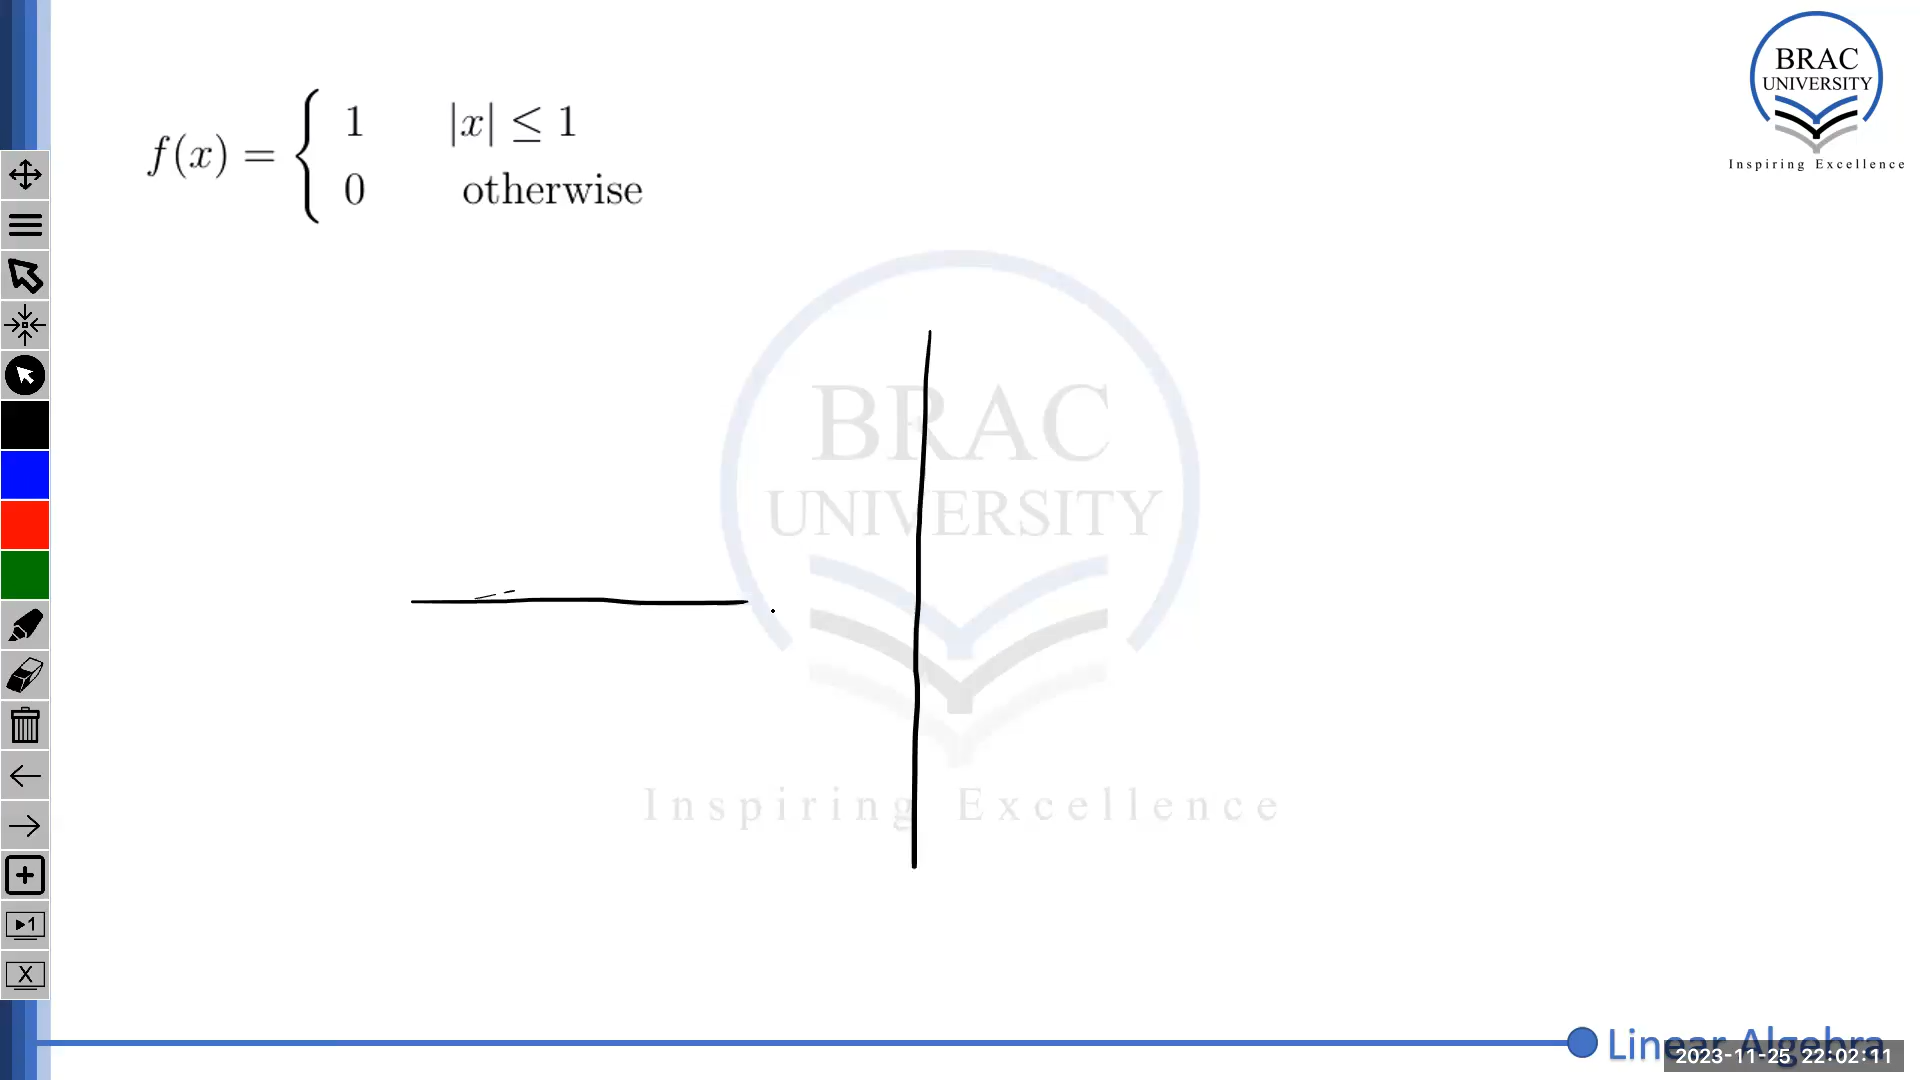 BRAC
UNIVERSITY
Inspiring Excellence
f(x) = { 1 |x| ≤ 1
0 otherwise
BRAC
UNIVERSITY
Inspiring Excellence
▶1
X
Linear Algebra
2023-11-25 22:02:11